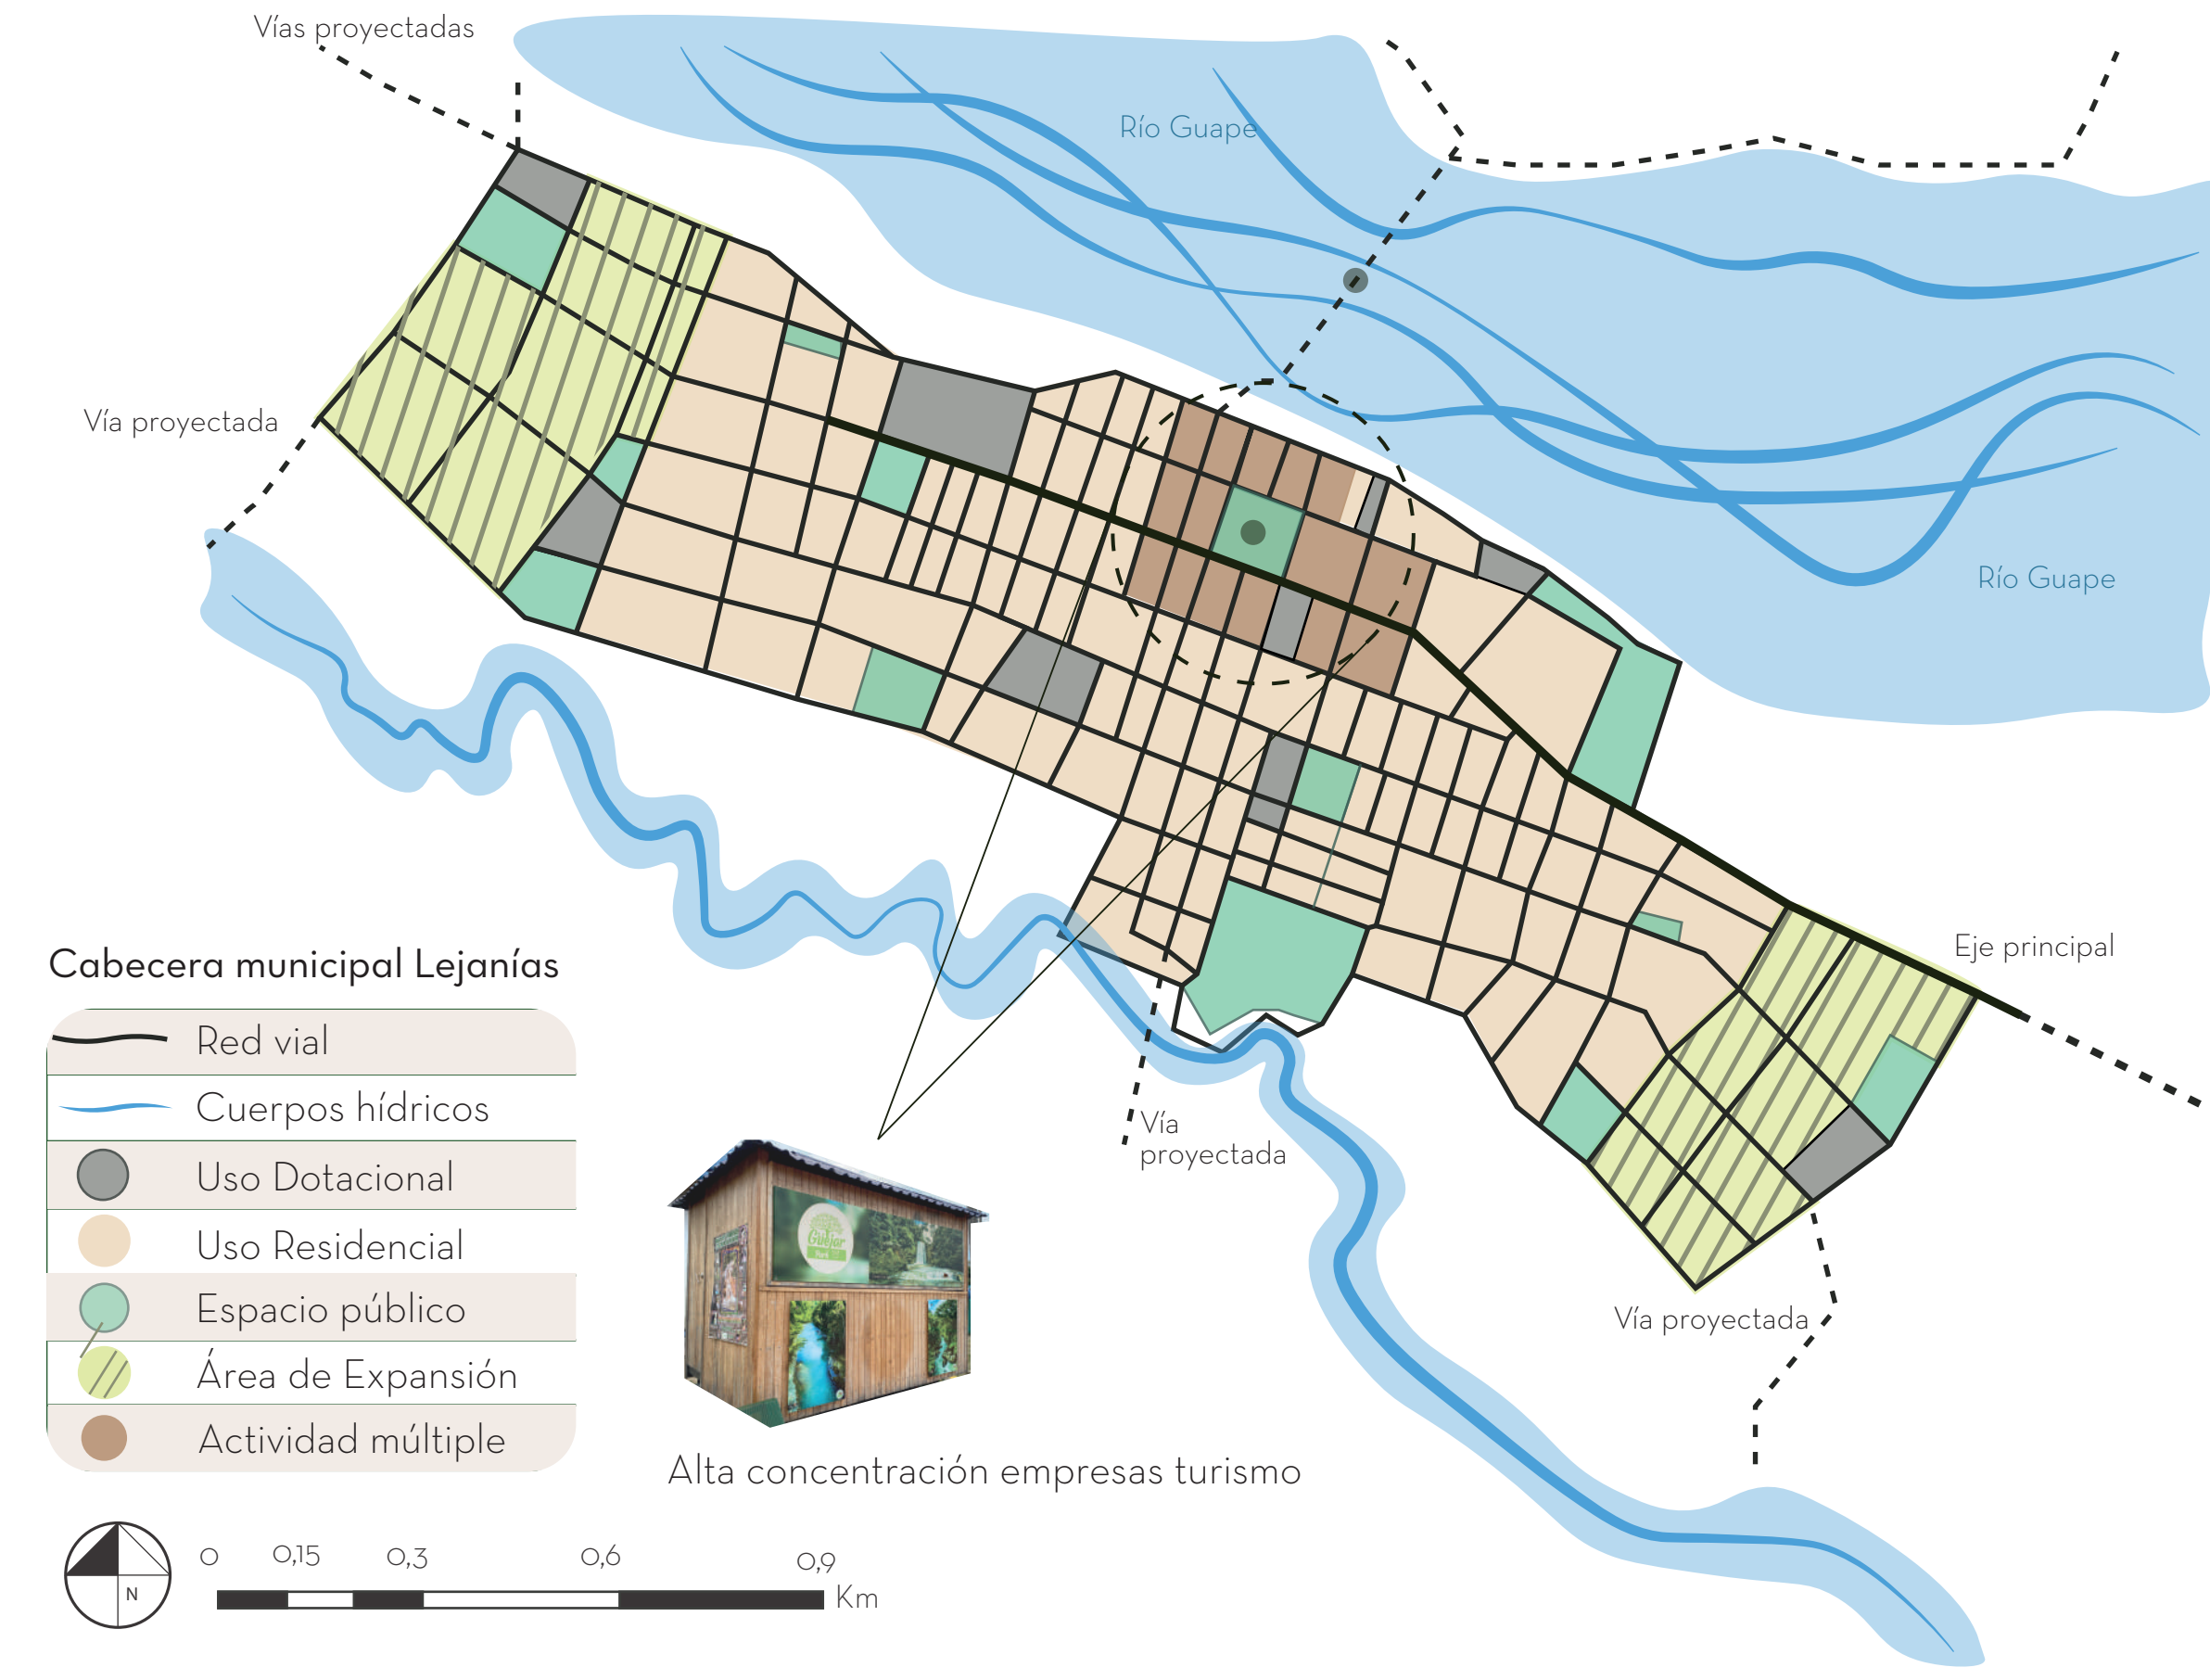 Vías proyectadas
Río Guape
Vía proyectada
Río Guape
Eje principal
Cabecera municipal Lejanías
Red vial
Cuerpos hídricos
Uso Dotacional
Uso Residencial
Espacio público
Área de Expansión
Actividad múltiple
Vía
proyectada
Güejar
Vía proyectada
Alta concentración empresas turismo
N
0 0,15 0,3 0,6 0,9
Km